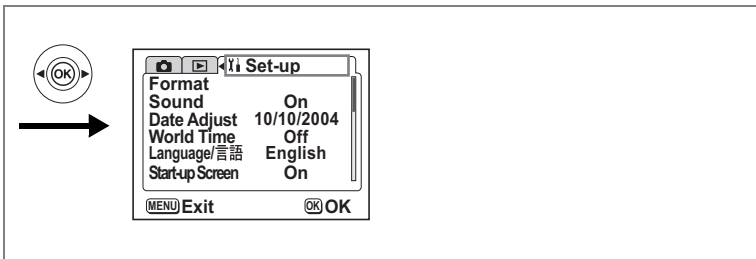 OK
Set-up
Format
Sound On
Date Adjust 10/10/2004
World Time Off
Language/言語 English
Start-up Screen On
MENU Exit OK OK